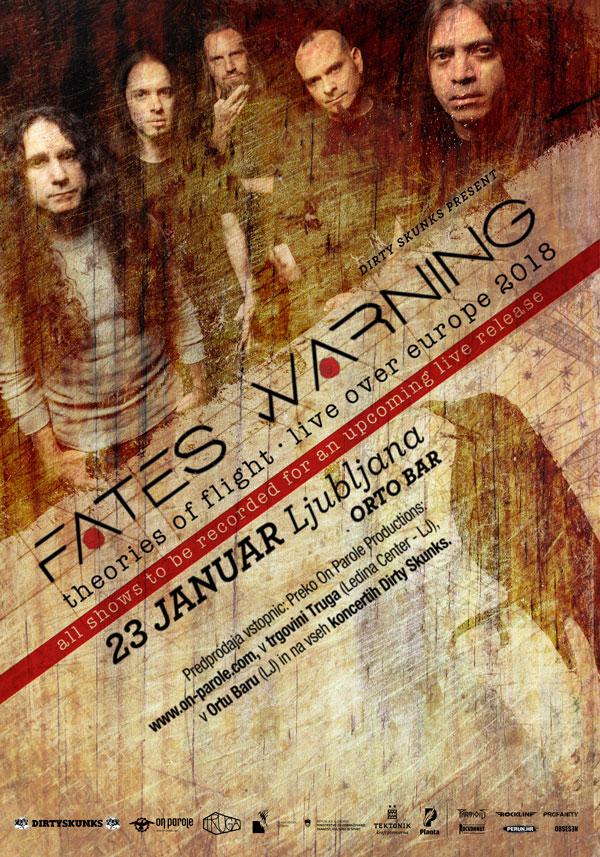 DIRTY SKUNKS PRESENT
FATES WARNING
theories of flight · live over europe 2018
all shows to be recorded for an upcoming live release
23 JANUAR Ljubljana
ORTO BAR
Predprodaja vstopnic: Preko On Parole Productions:
www.on-parole.com, v trgovini Truga (Ledina Center - LJ),
v Ortu Baru (LJ) in na vseh koncertih Dirty Skunks.
DIRTYSKUNKS
ON PAROLE
TRUGA
TEKTONIK
Planta
PARANOID
ROCKONNET
ROCKLINE
PERUN.HR
PROFANITY
OBSESEN